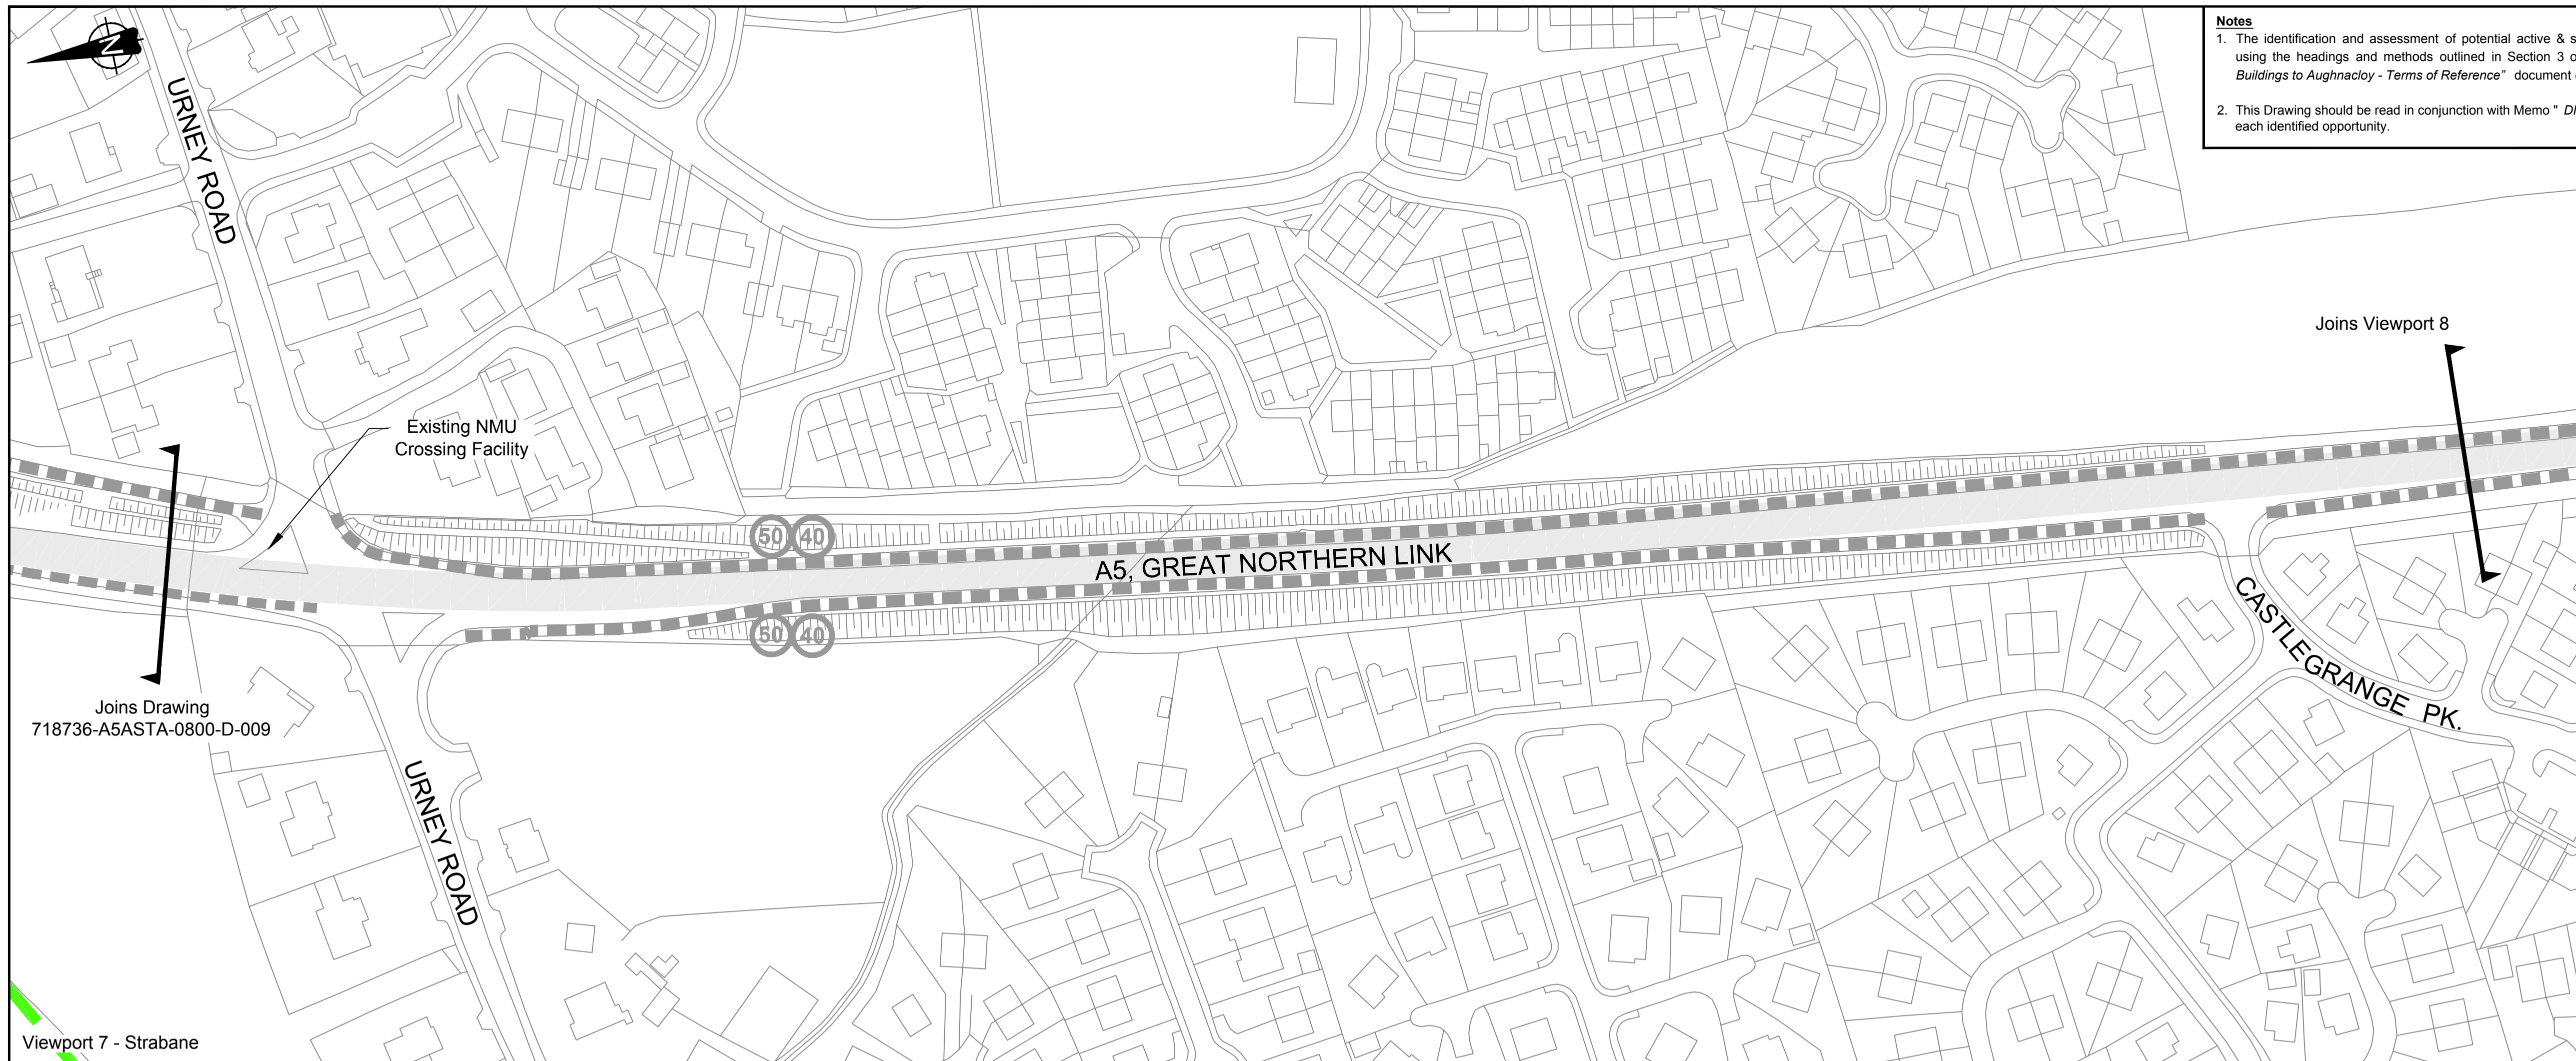 N
URNEY ROAD
Notes
1. The identification and assessment of potential active & s
using the headings and methods outlined in Section 3 o
Buildings to Aughnacloy - Terms of Reference" document
2. This Drawing should be read in conjunction with Memo "
each identified opportunity.
Joins Viewport 8
Existing NMU
Crossing Facility
50 40
A5, GREAT NORTHERN LINK
50 40
CASTLEGRANGE PK.
Joins Drawing
718736-A5ASTA-0800-D-009
URNEY ROAD
Viewport 7 - Strabane